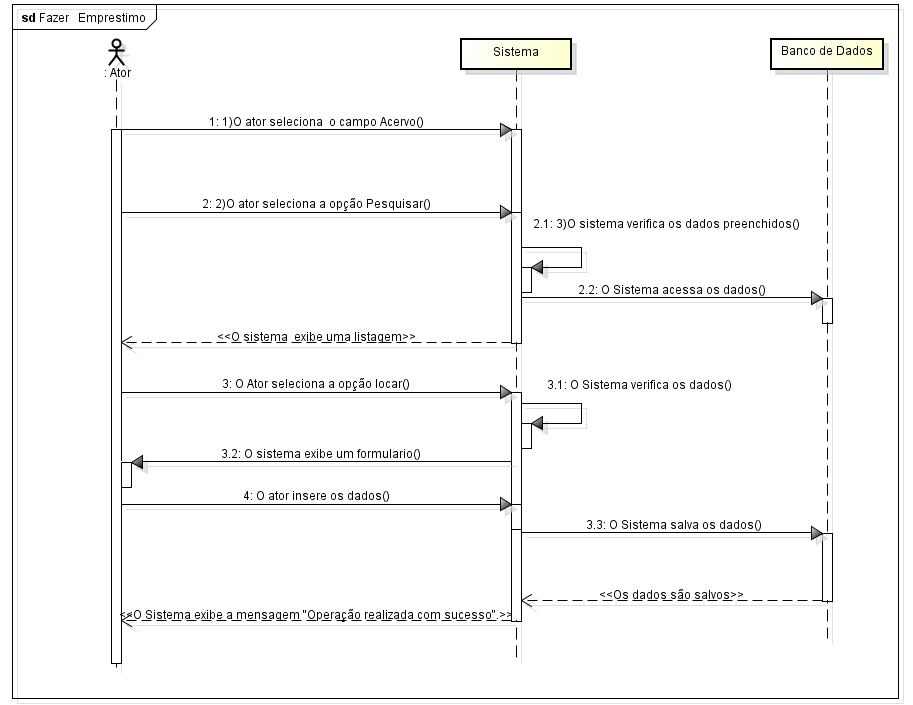 sd Fazer Emprestimo
: Ator
Sistema
Banco de Dados
1: 1)O ator seleciona o campo Acervo()
2: 2)O ator seleciona a opção Pesquisar()
2.1: 3)O sistema verifica os dados preenchidos()
2.2: O Sistema acessa os dados()
<<O sistema exibe uma listagem>>
3: O Ator seleciona a opção locar()
3.1: O Sistema verifica os dados()
3.2: O sistema exibe um formulario()
4: O ator insere os dados()
3.3: O Sistema salva os dados()
<<Os dados são salvos>>
<<O Sistema exibe a mensagem "Operação realizada com sucesso".>>